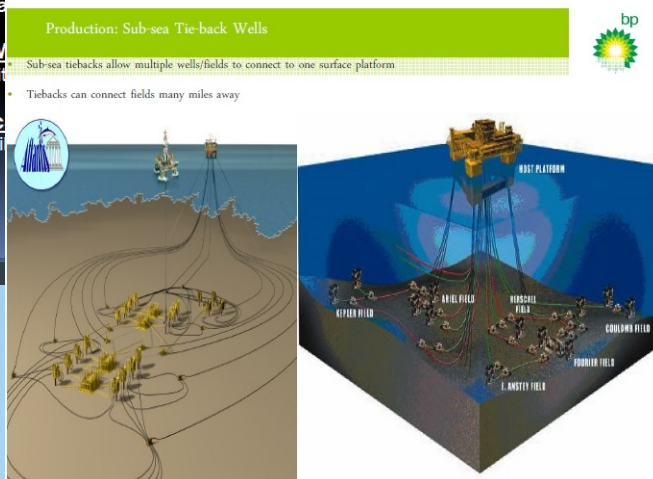 Production: Sub-sea Tie-back Wells
bp
Sub-sea tiebacks allow multiple wells/fields to connect to one surface platform
Tiebacks can connect fields many miles away
HOST PLATFORM
KEPLER FIELD
ARIEL FIELD
HERSCHEL
FIELD
COULOMB FIELD
FOURIER FIELD
E. ANSTEY FIELD